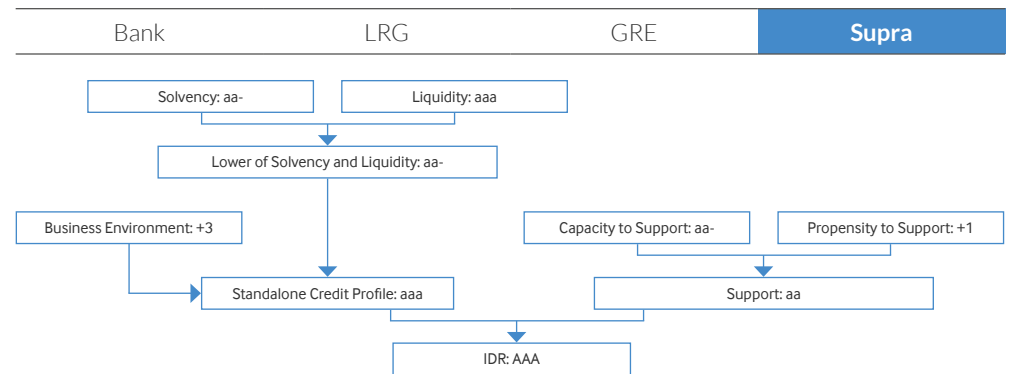 Bank
LRG
GRE
Supra
Solvency: aa-
Liquidity: aaa
Lower of Solvency and Liquidity: aa-
Business Environment: +3
Capacity to Support: aa-
Propensity to Support: +1
Standalone Credit Profile: aaa
Support: aa
IDR: AAA